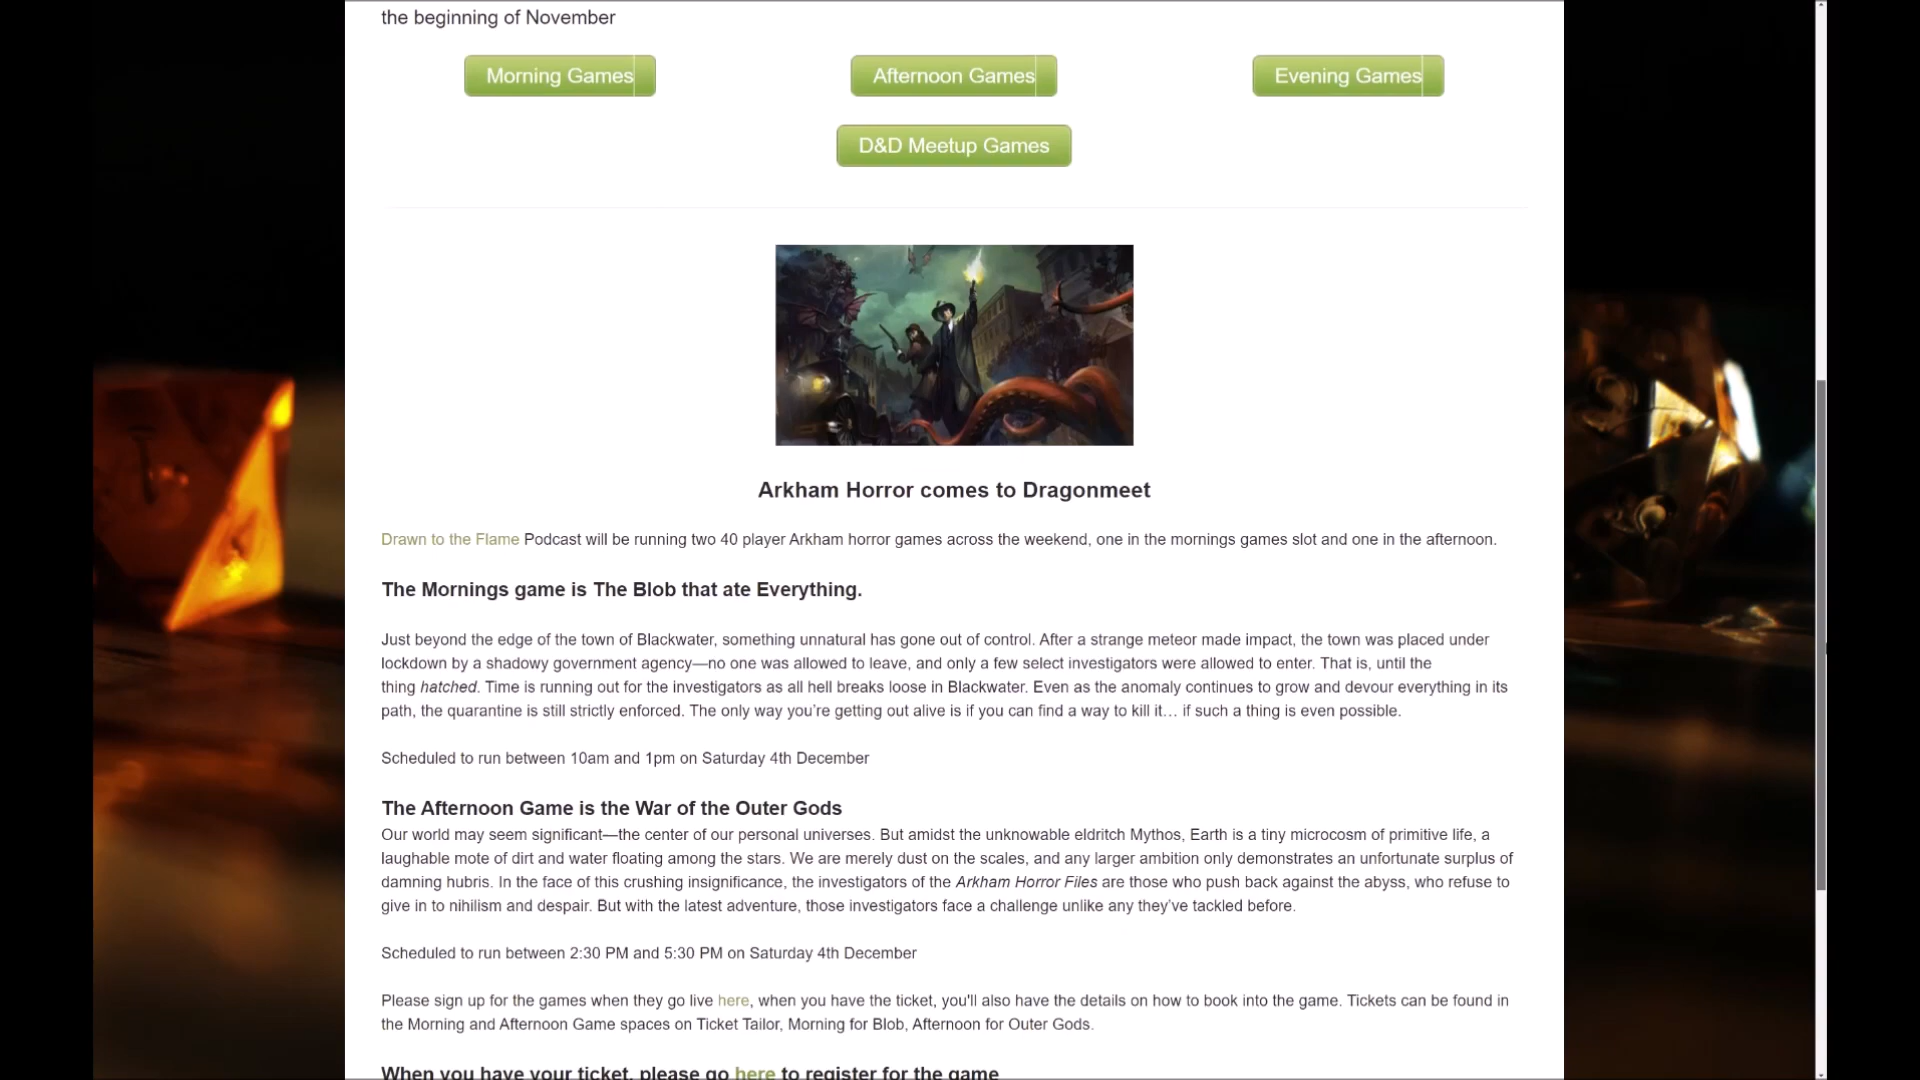 the beginning of November
Morning Games
Afternoon Games
Evening Games
D&D Meetup Games
Arkham Horror comes to Dragonmeet
Drawn to the Flame Podcast will be running two 40 player Arkham horror games across the weekend, one in the mornings games slot and one in the afternoon.
The Mornings game is The Blob that ate Everything.
Just beyond the edge of the town of Blackwater, something unnatural has gone out of control. After a strange meteor made impact, the town was placed under
lockdown by a shadowy government agency—no one was allowed to leave, and only a few select investigators were allowed to enter. That is, until the
thing hatched. Time is running out for the investigators as all hell breaks loose in Blackwater. Even as the anomaly continues to grow and devour everything in its
path, the quarantine is still strictly enforced. The only way you’re getting out alive is if you can find a way to kill it… if such a thing is even possible.
Scheduled to run between 10am and 1pm on Saturday 4th December
The Afternoon Game is the War of the Outer Gods
Our world may seem significant—the center of our personal universes. But amidst the unknowable eldritch Mythos, Earth is a tiny microcosm of primitive life, a
laughable mote of dirt and water floating among the stars. We are merely dust on the scales, and any larger ambition only demonstrates an unfortunate surplus of
damning hubris. In the face of this crushing insignificance, the investigators of the Arkham Horror Files are those who push back against the abyss, who refuse to
give in to nihilism and despair. But with the latest adventure, those investigators face a challenge unlike any they’ve tackled before.
Scheduled to run between 2:30 PM and 5:30 PM on Saturday 4th December
Please sign up for the games when they go live here, when you have the ticket, you'll also have the details on how to book into the game. Tickets can be found in
the Morning and Afternoon Game spaces on Ticket Tailor, Morning for Blob, Afternoon for Outer Gods.
When you have your ticket, please go here to register for the game